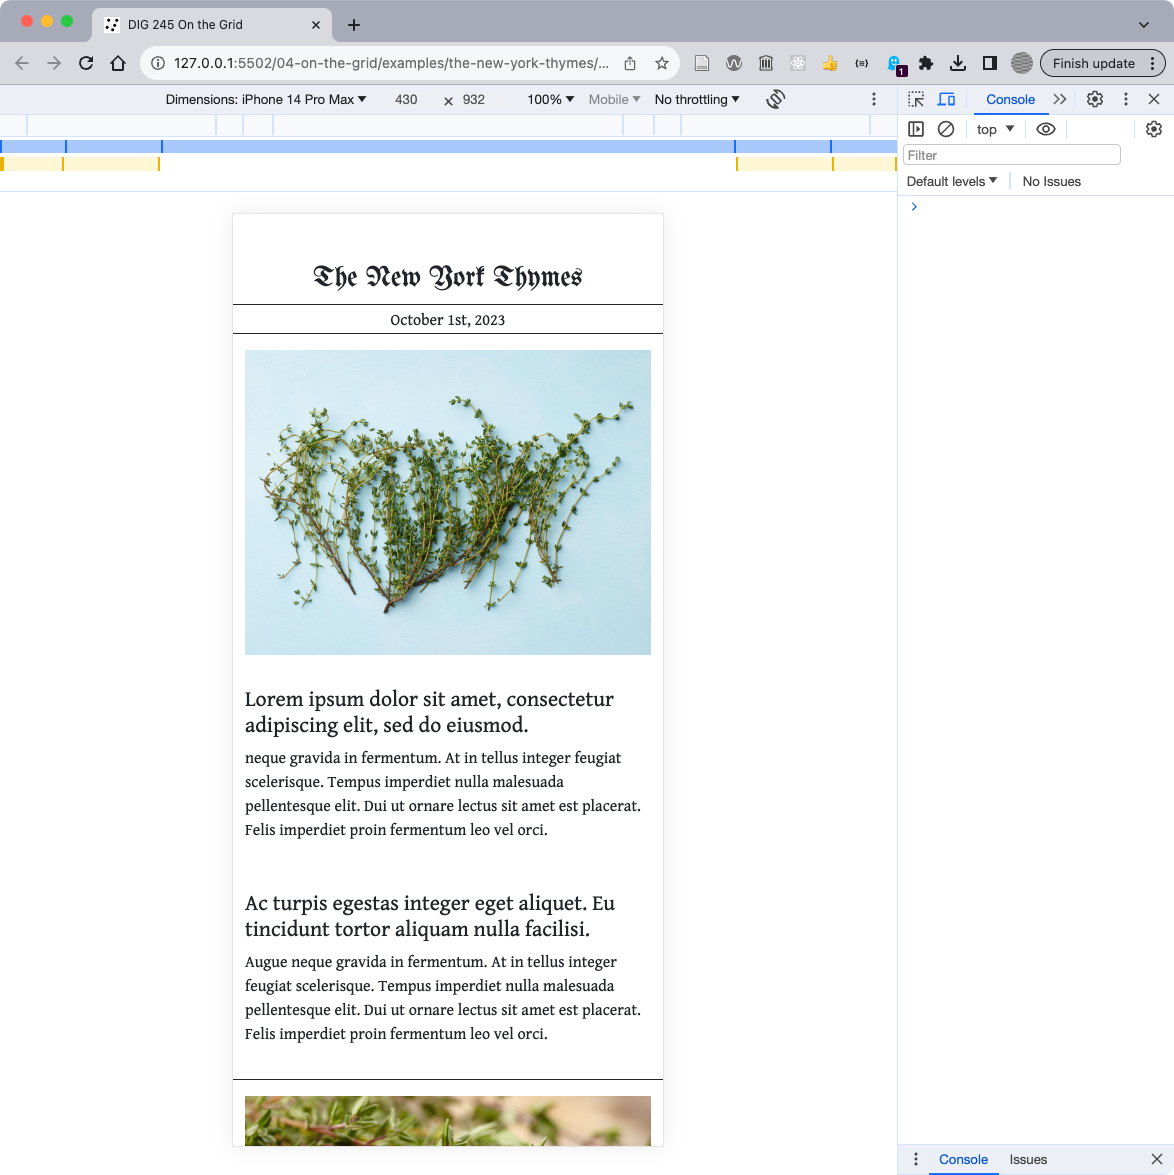 DIG 245 On the Grid
127.0.0.1:5502/04-on-the-grid/examples/the-new-york-thymes/...
1
Finish update
Dimensions: iPhone 14 Pro Max 430 × 932 100% Mobile No throttling
Console
top
Filter
Default levels No Issues
The New York Thymes
October 1st, 2023
Lorem ipsum dolor sit amet, consectetur
adipiscing elit, sed do eiusmod.
neque gravida in fermentum. At in tellus integer feugiat
scelerisque. Tempus imperdiet nulla malesuada
pellentesque elit. Dui ut ornare lectus sit amet est placerat.
Felis imperdiet proin fermentum leo vel orci.
Ac turpis egestas integer eget aliquet. Eu
tincidunt tortor aliquam nulla facilisi.
Augue neque gravida in fermentum. At in tellus integer
feugiat scelerisque. Tempus imperdiet nulla malesuada
pellentesque elit. Dui ut ornare lectus sit amet est placerat.
Felis imperdiet proin fermentum leo vel orci.
Console Issues